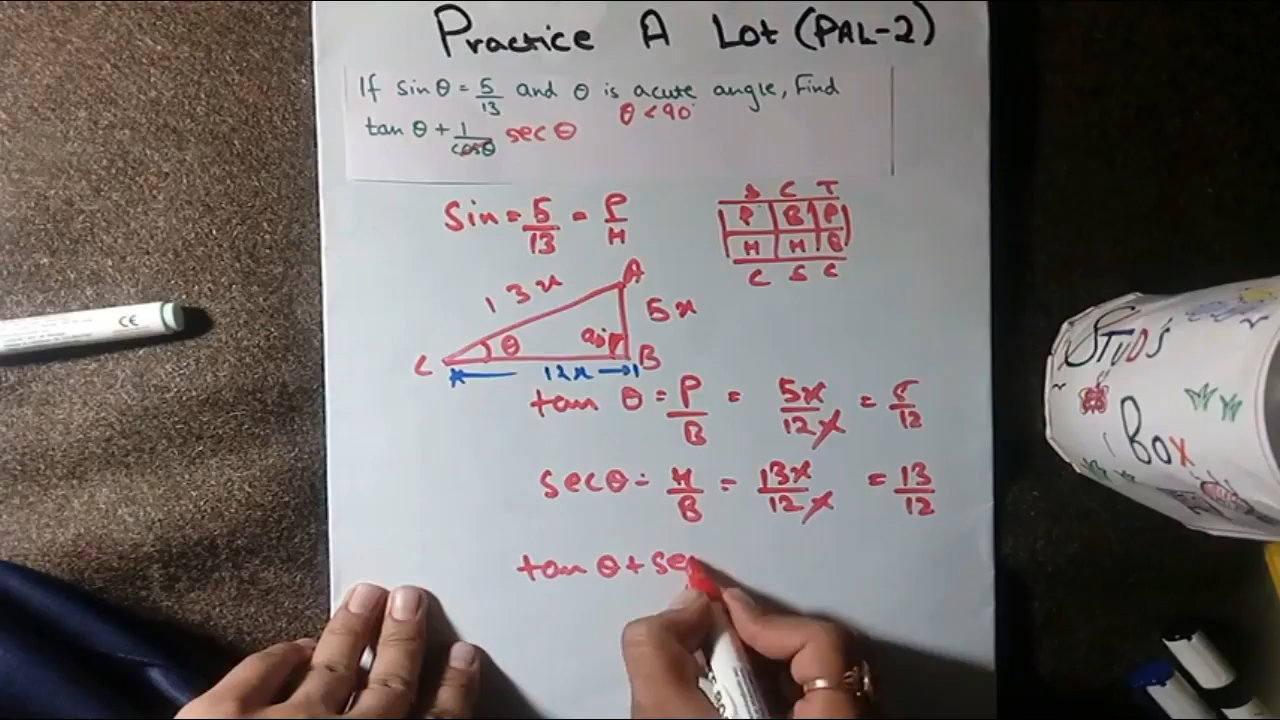 Practice A Lot (PAL-2)
If sin θ = 5/13 and θ is acute angle, Find
θ < 90°
tan θ + 1/cosθ sec θ
Sin = 5/13 = P/H
S C T
P B P
H H B
C S C
A
13x
5x
θ
90°
C
B
12x
tan θ = P/B = 5x/12x = 5/12
secθ = H/B = 13x/12x = 13/12
tan θ + se
CE
STUD'S
Box